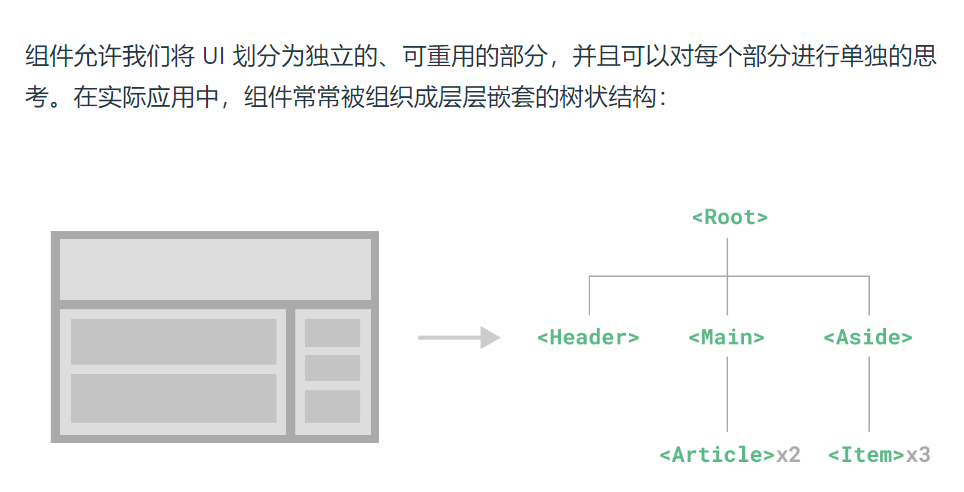 组件允许我们将 UI 划分为独立的、可重用的部分，并且可以对每个部分进行单独的思
考。在实际应用中，组件常常被组织成层层嵌套的树状结构：
<Root>
<Header> <Main> <Aside>
<Article>x2 <Item>x3